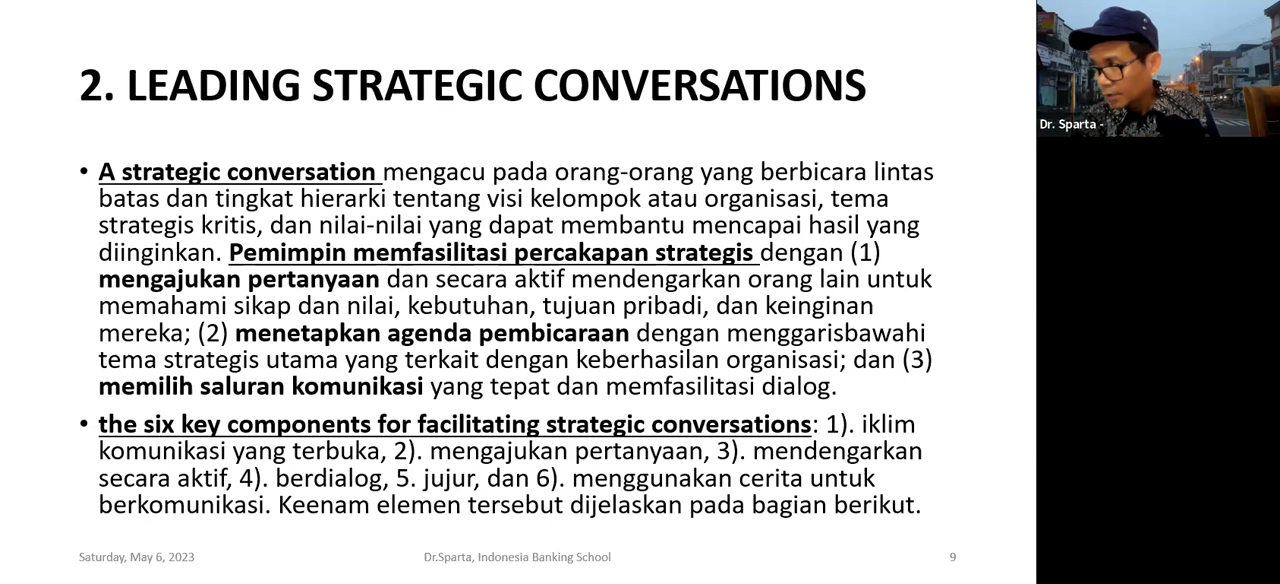 2. LEADING STRATEGIC CONVERSATIONS
• A strategic conversation mengacu pada orang-orang yang berbicara lintas
batas dan tingkat hierarki tentang visi kelompok atau organisasi, tema
strategis kritis, dan nilai-nilai yang dapat membantu mencapai hasil yang
diinginkan. Pemimpin memfasilitasi percakapan strategis dengan (1)
mengajukan pertanyaan dan secara aktif mendengarkan orang lain untuk
memahami sikap dan nilai, kebutuhan, tujuan pribadi, dan keinginan
mereka; (2) menetapkan agenda pembicaraan dengan menggarisbawahi
tema strategis utama yang terkait dengan keberhasilan organisasi; dan (3)
memilih saluran komunikasi yang tepat dan memfasilitasi dialog.
• the six key components for facilitating strategic conversations: 1). iklim
komunikasi yang terbuka, 2). mengajukan pertanyaan, 3). mendengarkan
secara aktif, 4). berdialog, 5. jujur, dan 6). menggunakan cerita untuk
berkomunikasi. Keenam elemen tersebut dijelaskan pada bagian berikut.
Saturday, May 6, 2023
Dr.Sparta, Indonesia Banking School
9
Dr. Sparta -